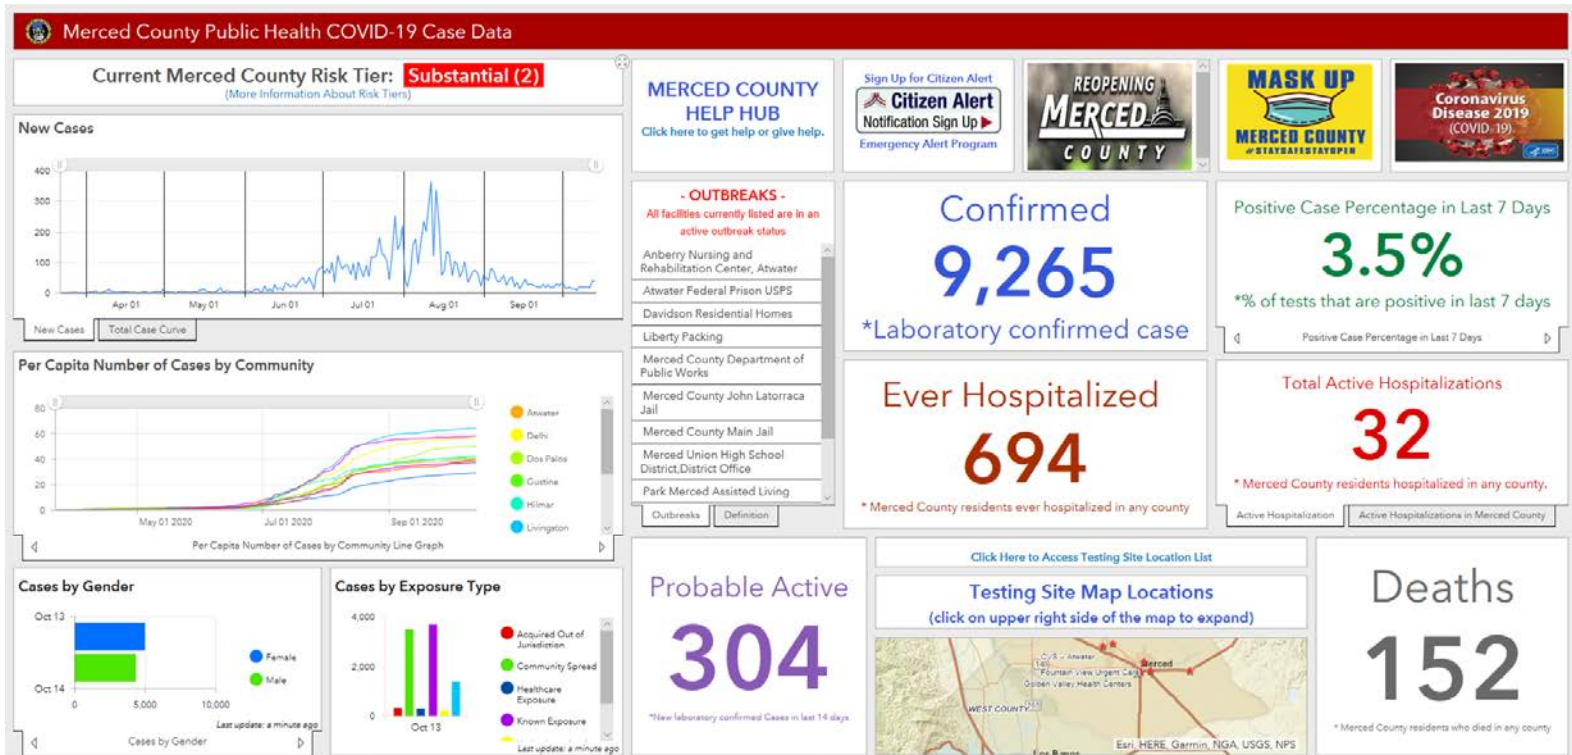 Merced County Public Health COVID-19 Case Data
Current Merced County Risk Tier: Substantial (2)
(More Information About Risk Tiers)
New Cases
400
300
200
100
0
Apr 01
May 01
Jun 01
Jul 01
Aug 01
Sep 01
New Cases
Total Case Curve
Per Capita Number of Cases by Community
80
60
40
20
0
May 01 2020
Jul 01 2020
Sep 01 2020
Atwater
Delhi
Dos Palos
Gustine
Hilmar
Livingston
Per Capita Number of Cases by Community Line Graph
Cases by Gender
Oct 13
Oct 14
0
5,000
10,000
Female
Male
Last update: a minute ago
Cases by Gender
Cases by Exposure Type
4,000
2,000
0
Oct 13
Acquired Out of
Jurisdiction
Community Spread
Healthcare
Exposure
Known Exposure
Last update: a minute ago
MERCED COUNTY
HELP HUB
Click here to get help or give help.
Sign Up for Citizen Alert
Citizen Alert
Notification Sign Up
Emergency Alert Program
REOPENING
MERCED
COUNTY
MASK UP
MERCED COUNTY
#STAYSAFESTAYOPEN
Coronavirus
Disease 2019
(COVID-19)
CDC
- OUTBREAKS -
All facilities currently listed are in an
active outbreak status
Anberry Nursing and
Rehabilitation Center, Atwater
Atwater Federal Prison USPS
Davidson Residential Homes
Liberty Packing
Merced County Department of
Public Works
Merced County John Latorraca
Jail
Merced County Main Jail
Merced Union High School
District,District Office
Park Merced Assisted Living
Outbreaks
Definition
Confirmed
9,265
*Laboratory confirmed case
Positive Case Percentage in Last 7 Days
3.5%
*% of tests that are positive in last 7 days
Positive Case Percentage in Last 7 Days
Ever Hospitalized
694
* Merced County residents ever hospitalized in any county
Total Active Hospitalizations
32
* Merced County residents hospitalized in any county.
Active Hospitalization
Active Hospitalizations in Merced County
Probable Active
304
*New laboratory confirmed Cases in last 14 days
Click Here to Access Testing Site Location List
Testing Site Map Locations
(click on upper right side of the map to expand)
CVS - Atwater
Merced
Fountain View Urgent Care
Golden Valley Health Centers
WEST COUNTY
Los Banos
Esri, HERE, Garmin, NGA, USGS, NPS
Deaths
152
* Merced County residents who died in any county